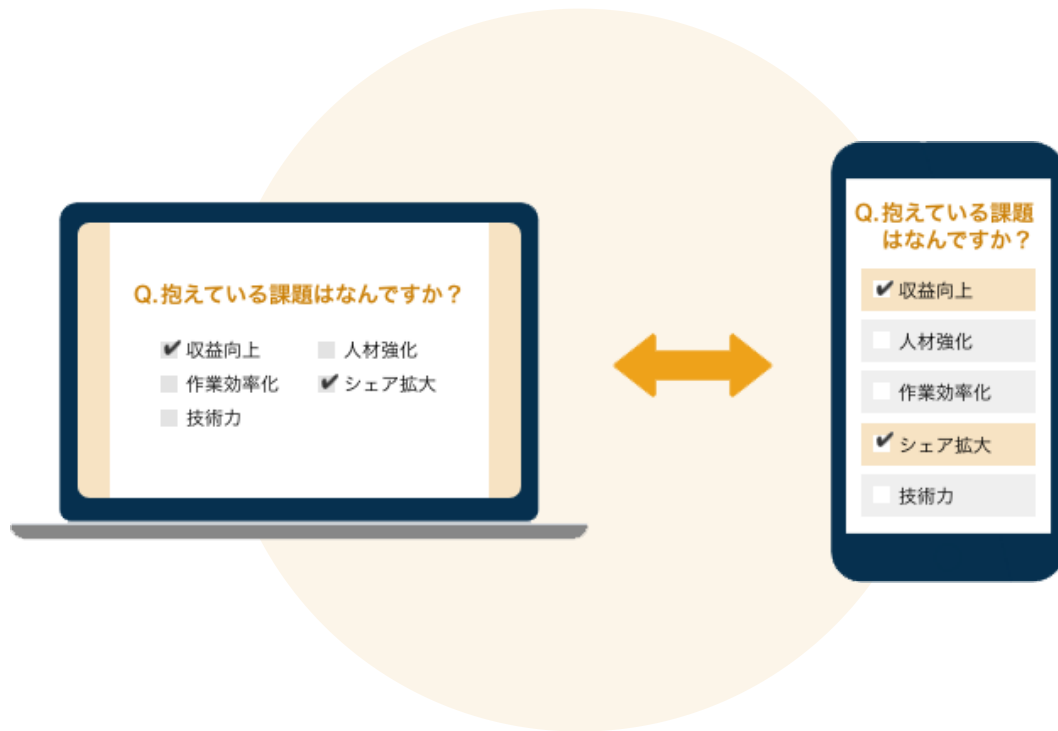 Q.抱えている課題はなんですか？
✔ 収益向上
人材強化
作業効率化
✔ シェア拡大
技術力
Q.抱えている課題
はなんですか？
✔ 収益向上
人材強化
作業効率化
✔ シェア拡大
技術力